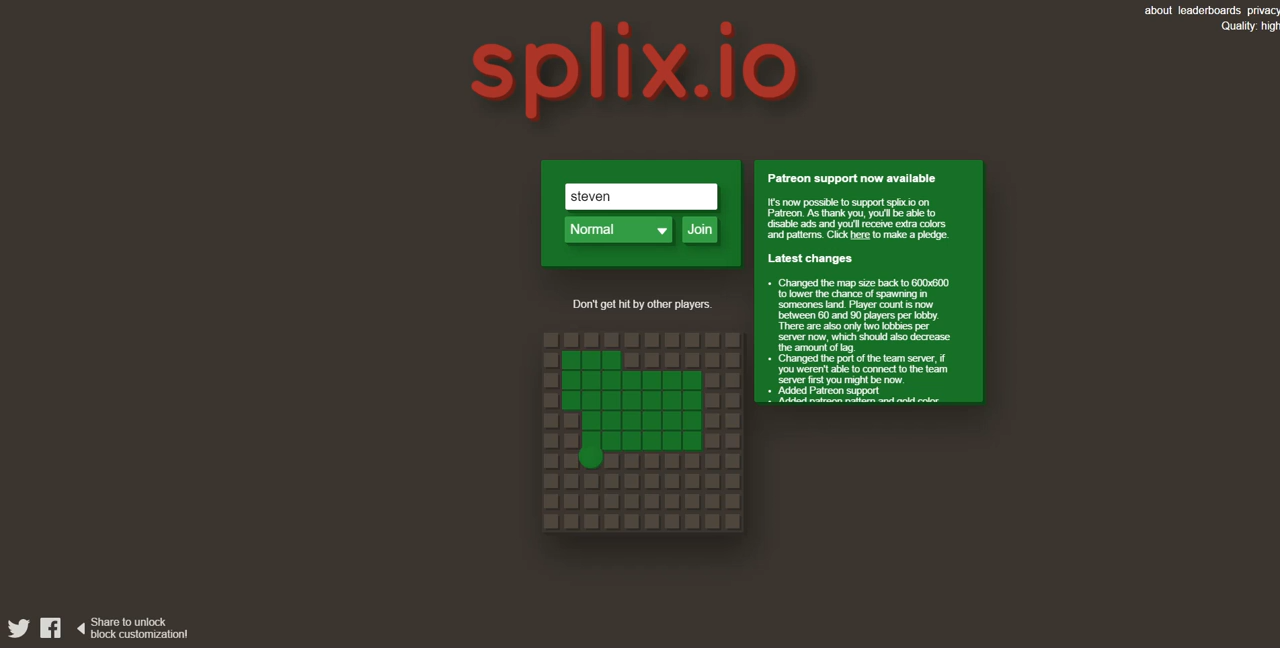 about leaderboards privacy
Quality: high
splix.io
steven
Normal
Join
Don't get hit by other players.
Patreon support now available
It's now possible to support splix.io on
Patreon. As thank you, you'll be able to
disable ads and you'll receive extra colors
and patterns. Click here to make a pledge.
Latest changes
• Changed the map size back to 600x600
to lower the chance of spawning in
someones land. Player count is now
between 60 and 90 players per lobby.
There are also only two lobbies per
server now, which should also decrease
the amount of lag.
• Changed the port of the team server, if
you weren't able to connect to the team
server first you might be now.
• Added Patreon support
• Added patreon pattern and gold color
Share to unlock
block customization!